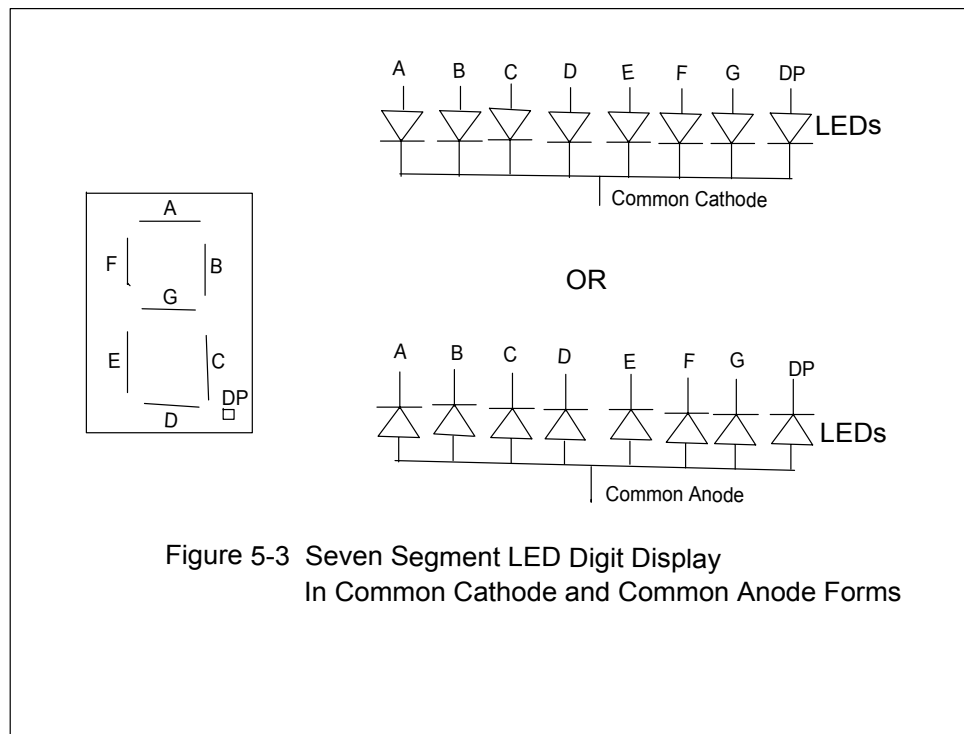 A B C D E F G DP
LEDs
Common Cathode
A
F
B
G
OR
E
C
DP
D
A B C D E F G DP
LEDs
Common Anode
Figure 5-3 Seven Segment LED Digit Display
In Common Cathode and Common Anode Forms